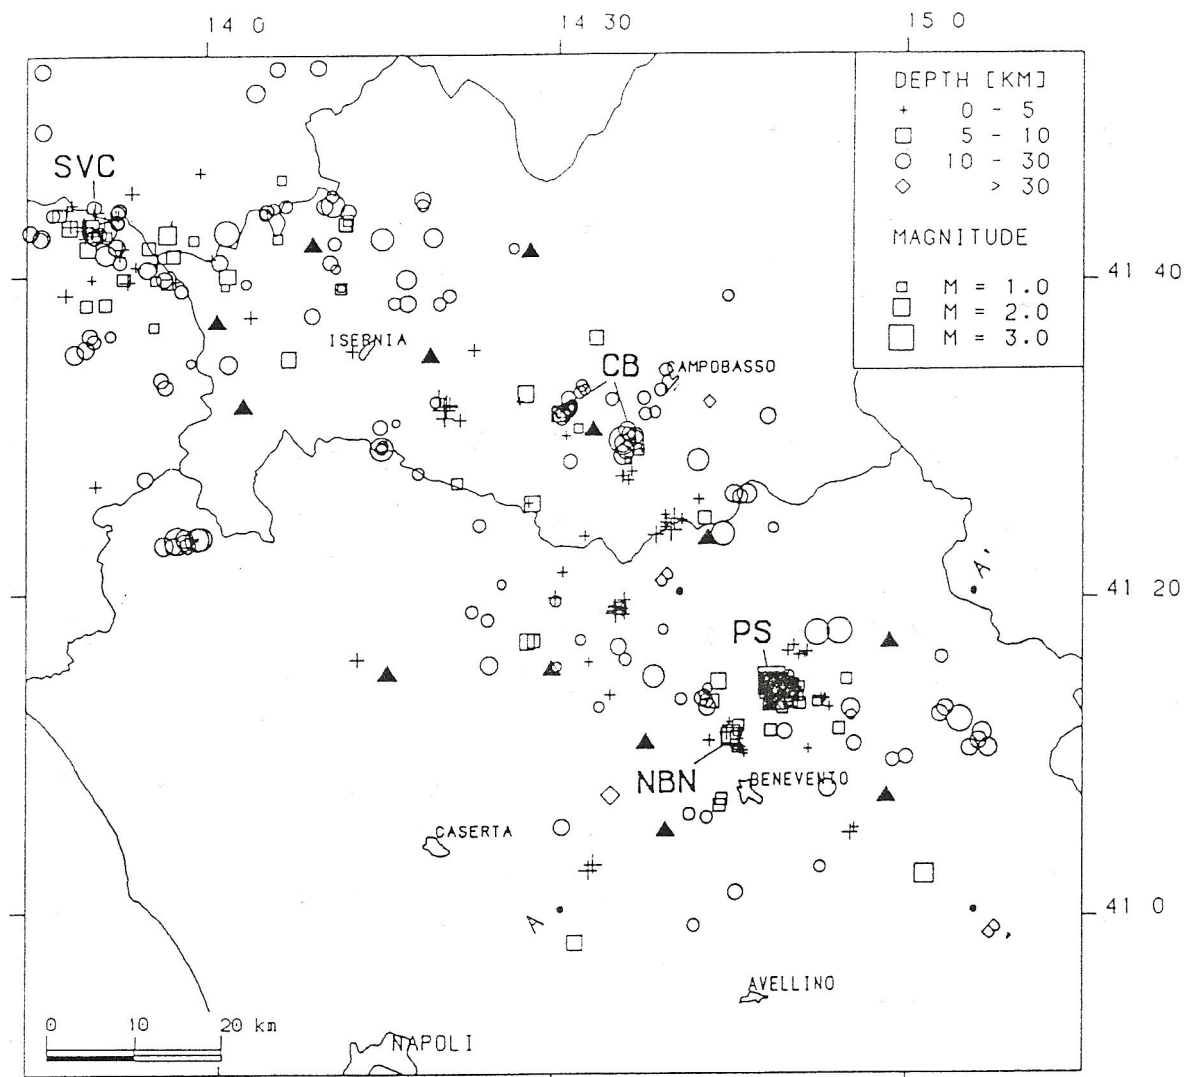 14 0
14 30
15 0
DEPTH [KM]
+ 0 - 5
□ 5 - 10
○ 10 - 30
◇ > 30
MAGNITUDE
□ M = 1.0
□ M = 2.0
□ M = 3.0
SVC
41 40
ISERNIA
CB
CAMPOBASSO
A'
41 20
PS
NBN
BENEVENTO
CASERTA
A
41 0
AVELLINO
0 10 20 km
NAPOLI